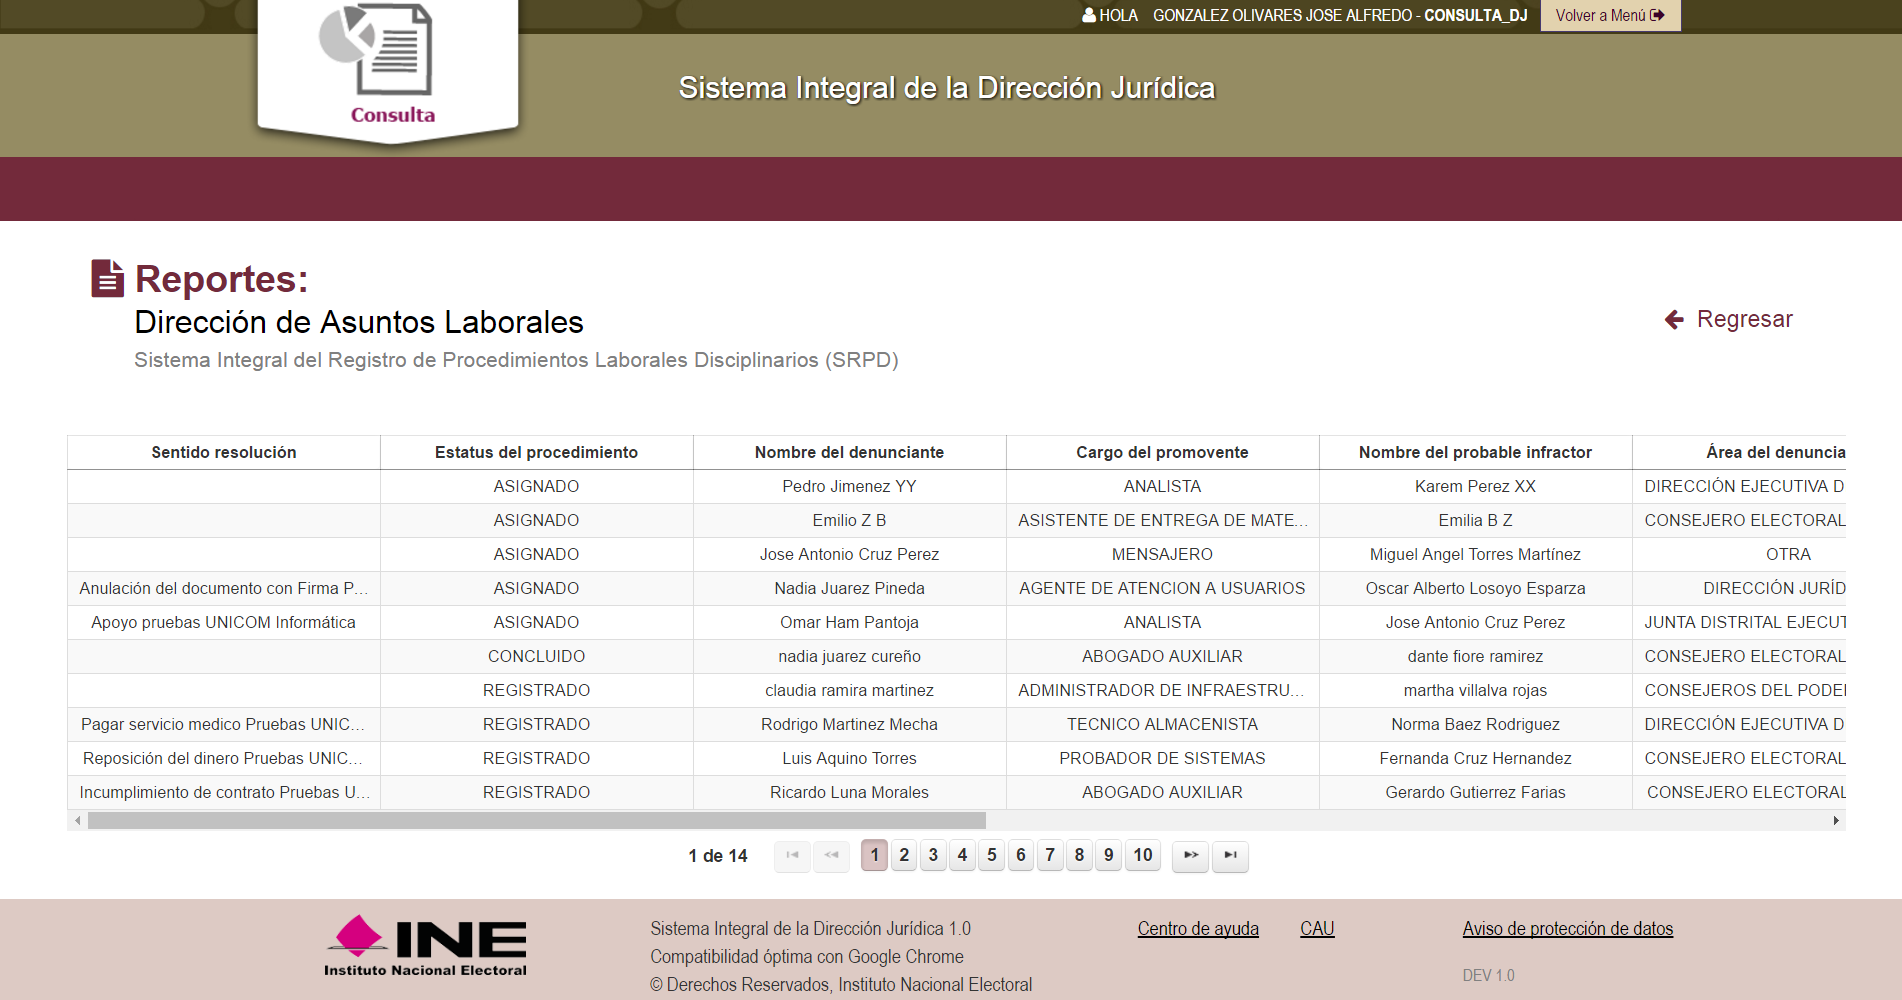 HOLA GONZALEZ OLIVARES JOSE ALFREDO - CONSULTA_DJ Volver a Menú
Consulta
Sistema Integral de la Dirección Jurídica
Reportes:
Dirección de Asuntos Laborales
Regresar
Sistema Integral del Registro de Procedimientos Laborales Disciplinarios (SRPD)
Sentido resolución Estatus del procedimiento Nombre del denunciante Cargo del promovente Nombre del probable infractor Área del denuncia
ASIGNADO Pedro Jimenez YY ANALISTA Karem Perez XX DIRECCIÓN EJECUTIVA D
ASIGNADO Emilio Z B ASISTENTE DE ENTREGA DE MATE... Emilia B Z CONSEJERO ELECTORAL
ASIGNADO Jose Antonio Cruz Perez MENSAJERO Miguel Angel Torres Martínez OTRA
Anulación del documento con Firma P... ASIGNADO Nadia Juarez Pineda AGENTE DE ATENCION A USUARIOS Oscar Alberto Losoyo Esparza DIRECCIÓN JURÍD
Apoyo pruebas UNICOM Informática ASIGNADO Omar Ham Pantoja ANALISTA Jose Antonio Cruz Perez JUNTA DISTRITAL EJECUT
CONCLUIDO nadia juarez cureño ABOGADO AUXILIAR dante fiore ramirez CONSEJERO ELECTORAL
REGISTRADO claudia ramira martinez ADMINISTRADOR DE INFRAESTRU... martha villalva rojas CONSEJEROS DEL PODE
Pagar servicio medico Pruebas UNIC... REGISTRADO Rodrigo Martinez Mecha TECNICO ALMACENISTA Norma Baez Rodriguez DIRECCIÓN EJECUTIVA D
Reposición del dinero Pruebas UNIC... REGISTRADO Luis Aquino Torres PROBADOR DE SISTEMAS Fernanda Cruz Hernandez CONSEJERO ELECTORAL
Incumplimiento de contrato Pruebas U... REGISTRADO Ricardo Luna Morales ABOGADO AUXILIAR Gerardo Gutierrez Farias CONSEJERO ELECTORAL
1 de 14 1 2 3 4 5 6 7 8 9 10
INE
Instituto Nacional Electoral
Sistema Integral de la Dirección Jurídica 1.0
Compatibilidad óptima con Google Chrome
© Derechos Reservados, Instituto Nacional Electoral
Centro de ayuda CAU
Aviso de protección de datos
DEV 1.0